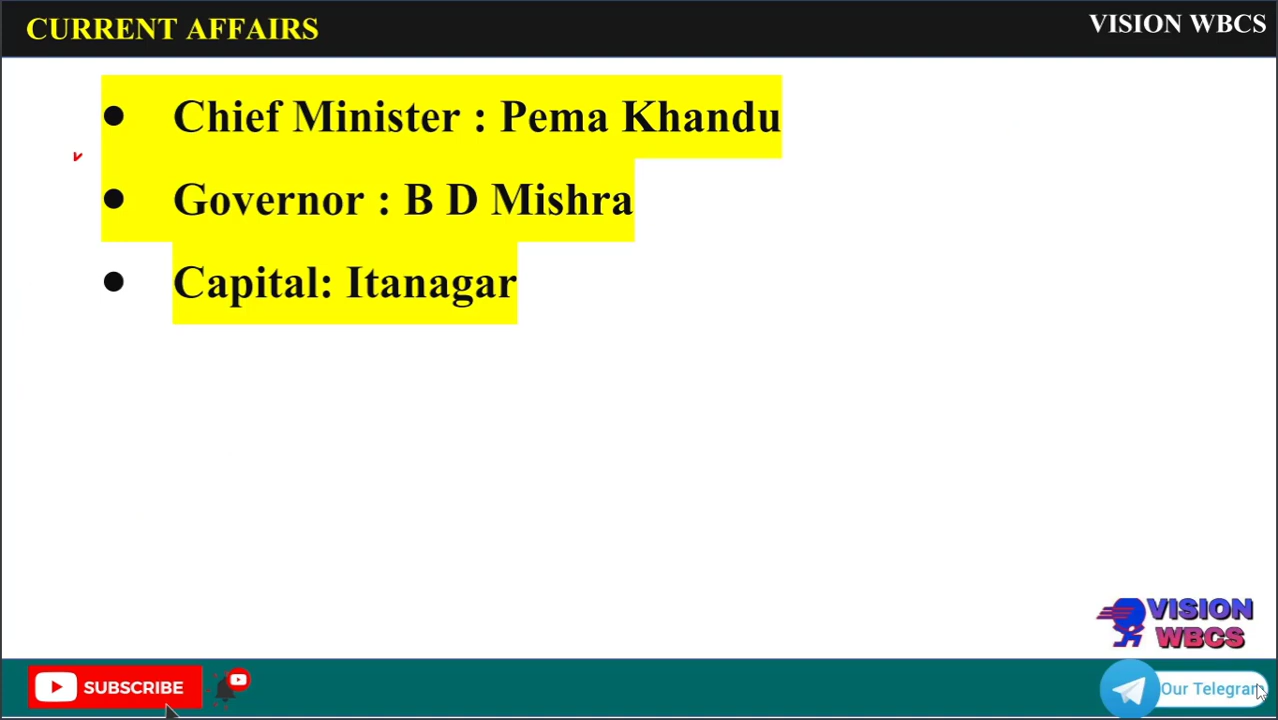 CURRENT AFFAIRS
VISION WBCS
• Chief Minister : Pema Khandu
• Governor : B D Mishra
• Capital: Itanagar
VISION
WBCS
SUBSCRIBE
Our Telegram